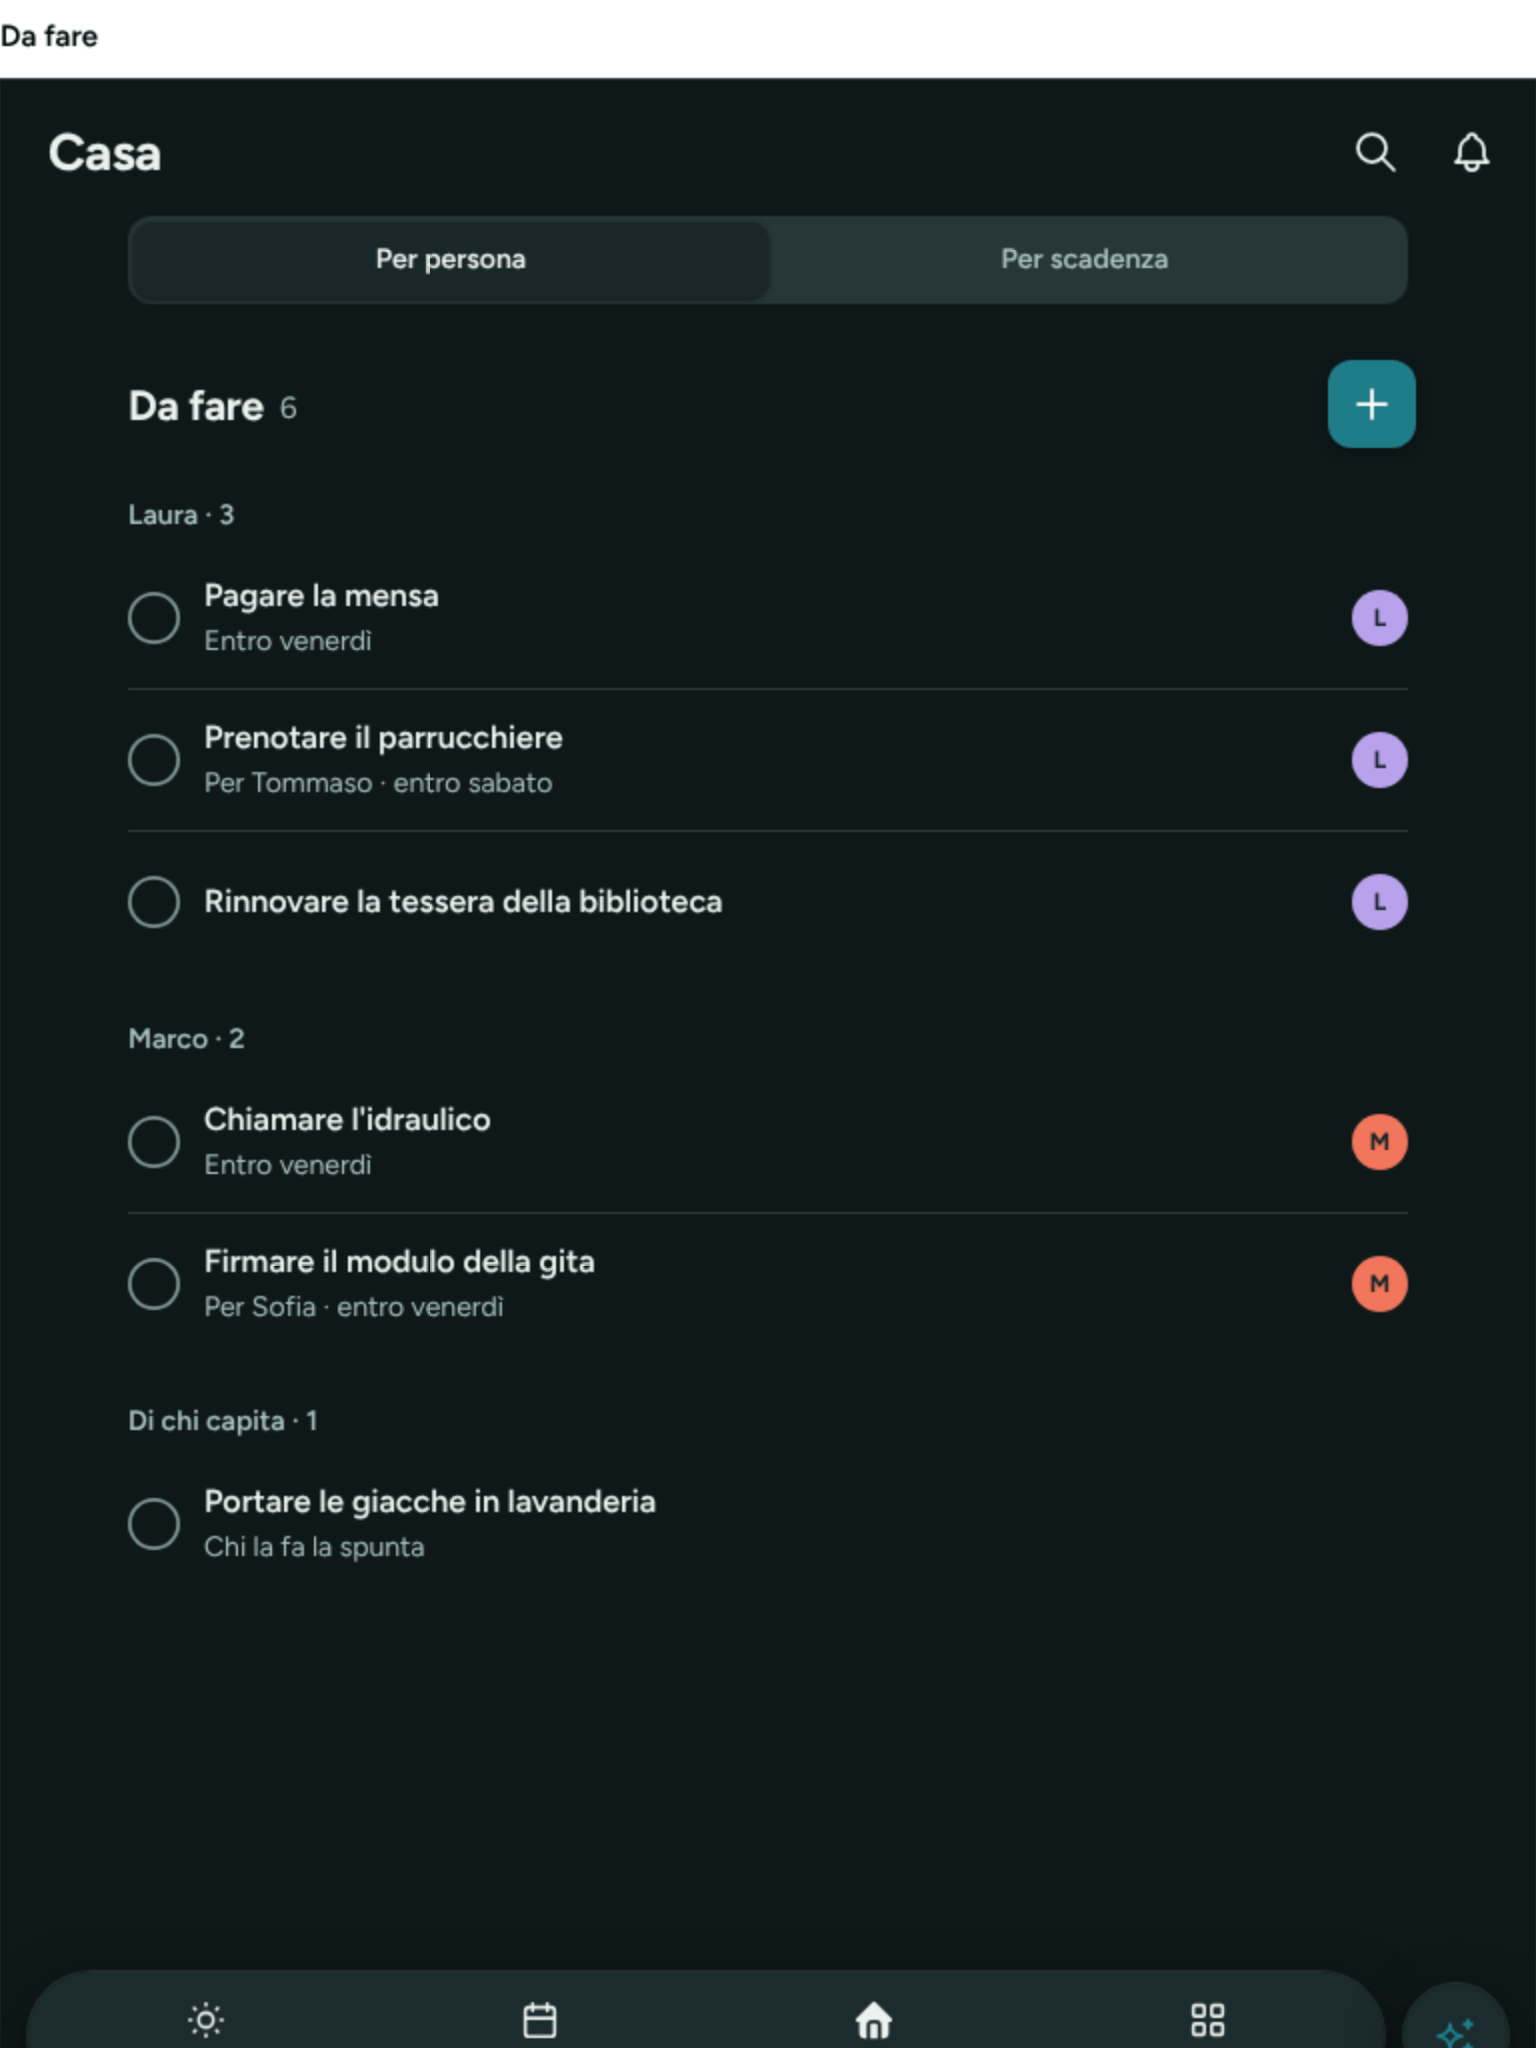 Da fare
Casa
Per persona
Per scadenza
Da fare 6
Laura · 3
Pagare la mensa
Entro venerdì
L
Prenotare il parrucchiere
Per Tommaso · entro sabato
L
Rinnovare la tessera della biblioteca
L
Marco · 2
Chiamare l'idraulico
Entro venerdì
M
Firmare il modulo della gita
Per Sofia · entro venerdì
M
Di chi capita · 1
Portare le giacche in lavanderia
Chi la fa la spunta